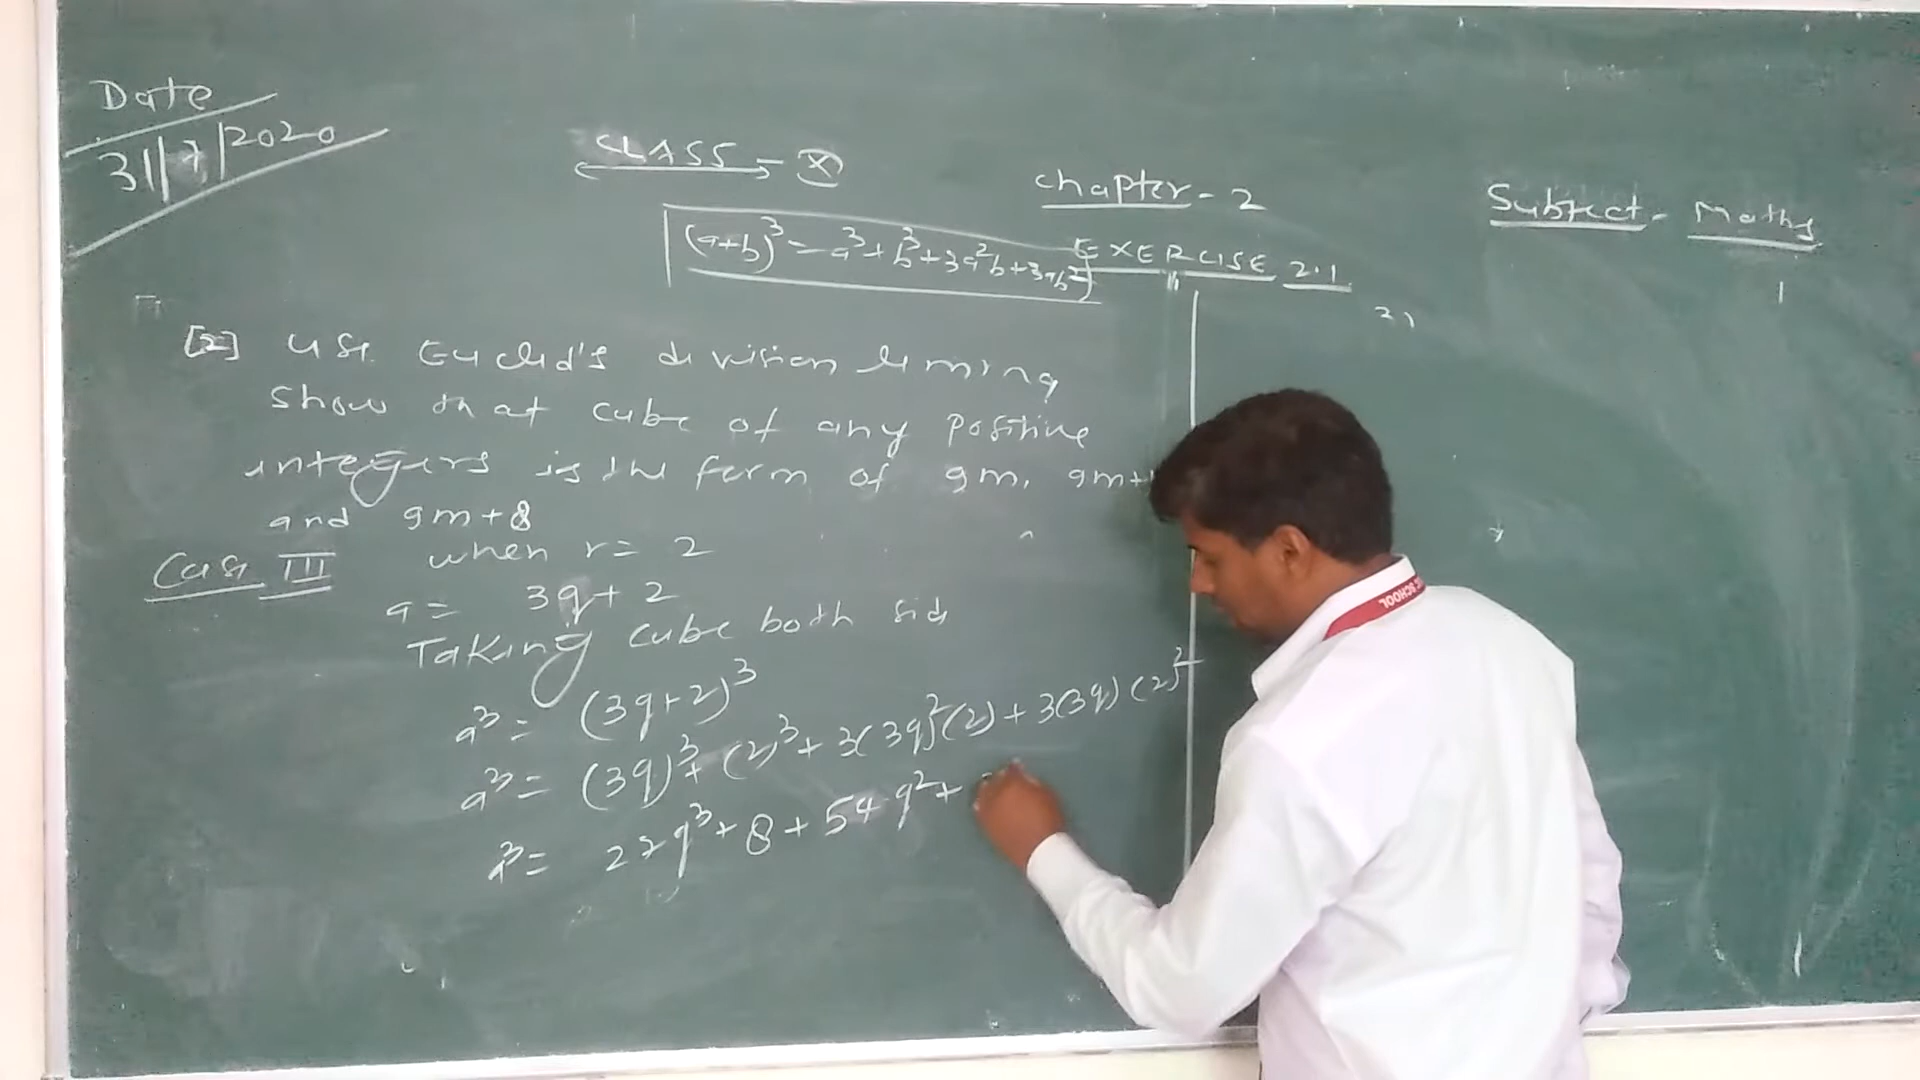 Date
31/7/2020
CLASS - X
chapter - 2
Subject - Maths
(a+b)³ = a³+b³+3a²b+3ab²
EXERCISE 2.1
[2] Use Euclid's division
show that cube of any positive
integers is the form of 9m, 9m+
and 9m+8
Case III when r = 2
a = 3q+2
Taking cube both sid
a³ = (3q+2)³
a³ = (3q)³+(2)³+3(3q)²(2)+3(3q)(2)²
a³ = 27q³+8+54q²+
SCHOOL